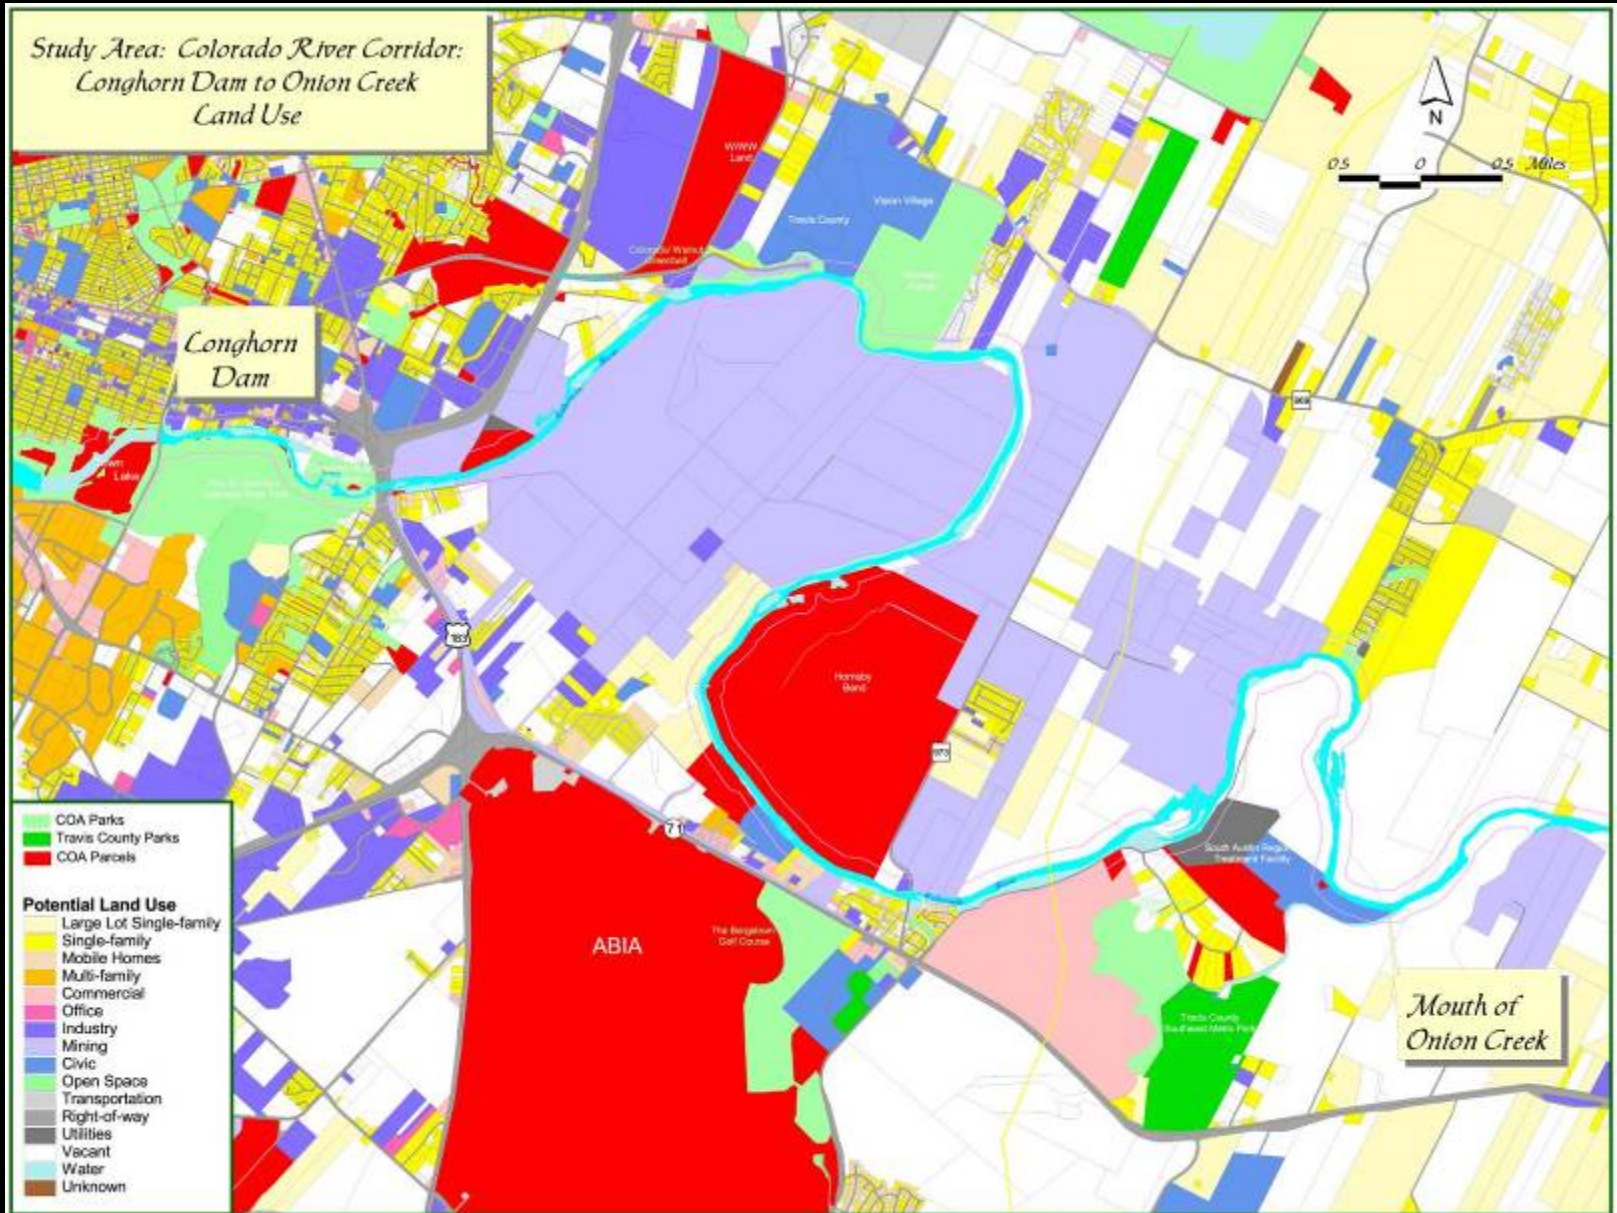 Study Area: Colorado River Corridor:
Longhorn Dam to Onion Creek
Land Use
N
0.5 0 0.5 Miles
WWW
Land
Vision Village
Travis County
Colorado/ Walnut
Greenbelt
Longhorn
Dam
Lake
969
183
Hornsby
Bend
973
71
South Austin
Treatment Facility
ABIA
The Bergstrom
Golf Course
Travis County
Southeast Metro Park
Mouth of
Onion Creek
COA Parks
Travis County Parks
COA Parcels
Potential Land Use
Large Lot Single-family
Single-family
Mobile Homes
Multi-family
Commercial
Office
Industry
Mining
Civic
Open Space
Transportation
Right-of-way
Utilities
Vacant
Water
Unknown